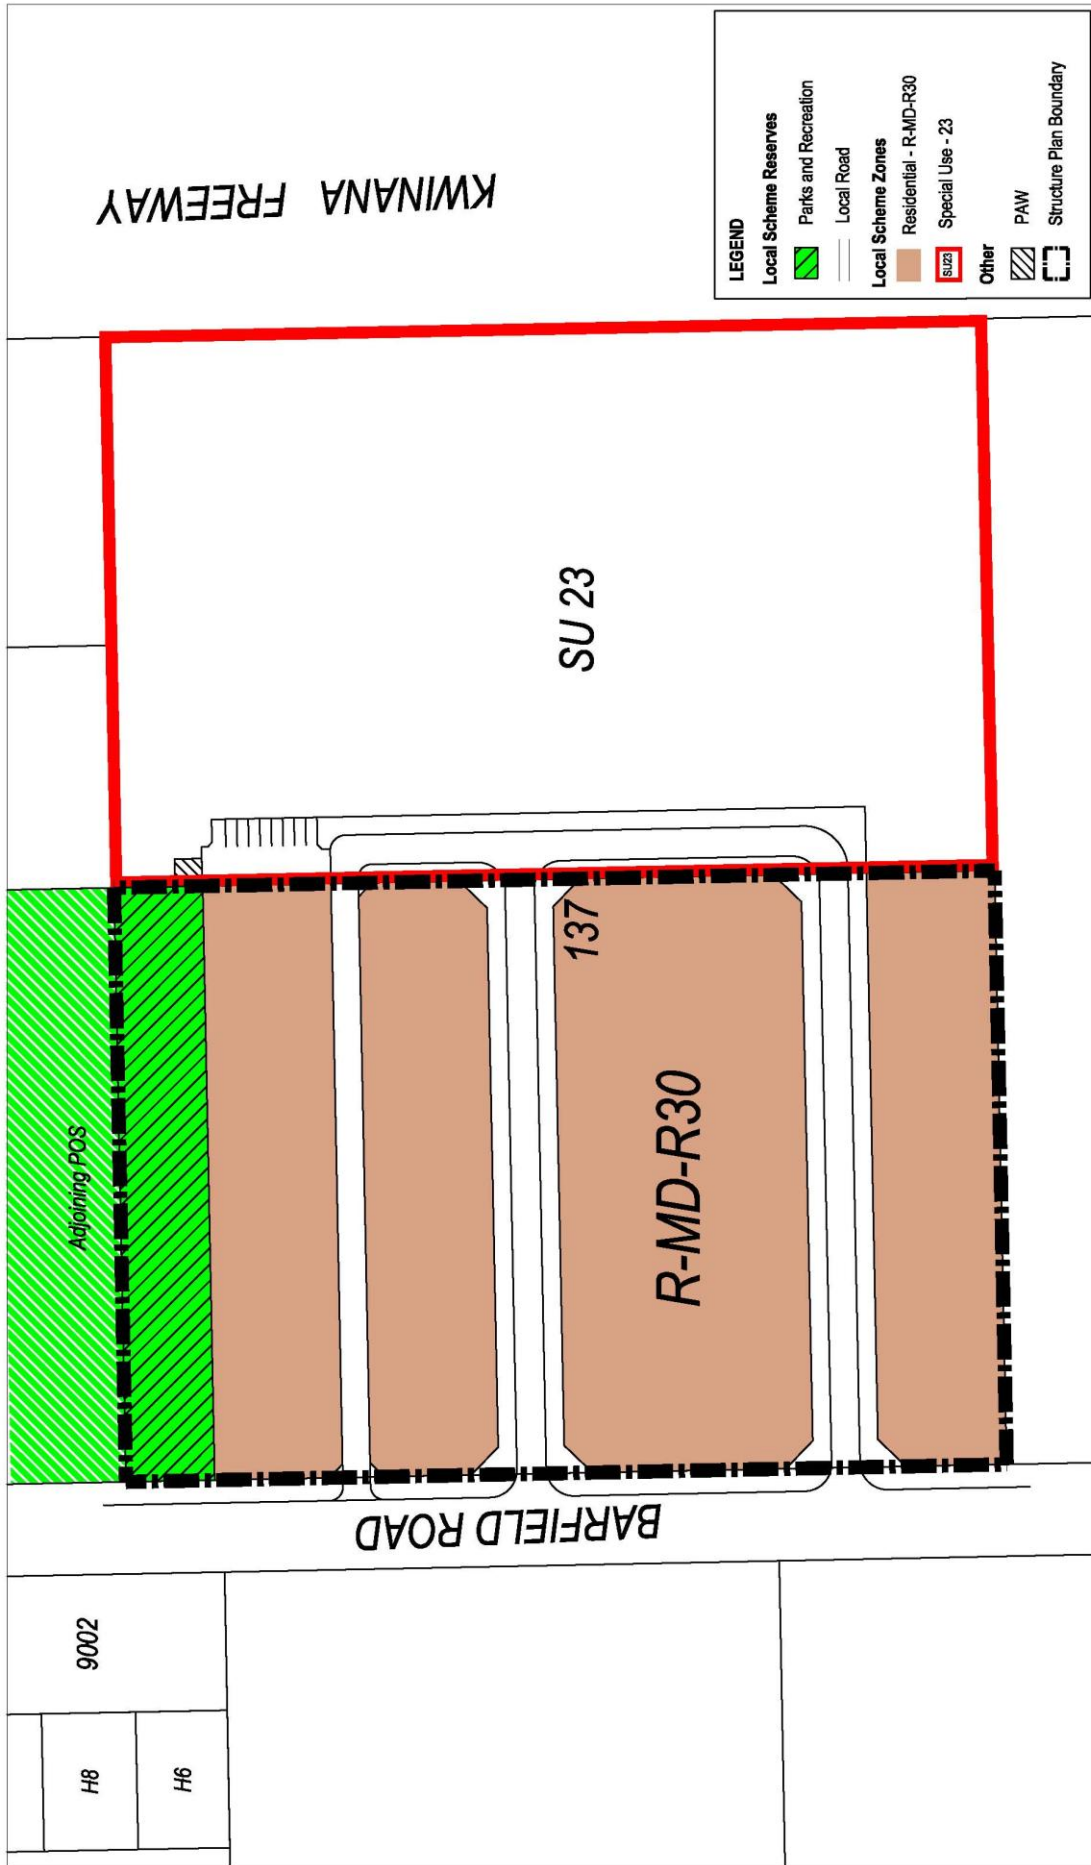 KWINANA FREEWAY
LEGEND
Local Scheme Reserves
Parks and Recreation
Local Road
Local Scheme Zones
Residential - R-MD-R30
SU23
Special Use - 23
Other
PAW
Structure Plan Boundary
SU 23
137
R-MD-R30
Adjoining POS
BARFIELD ROAD
9002
H8
H6